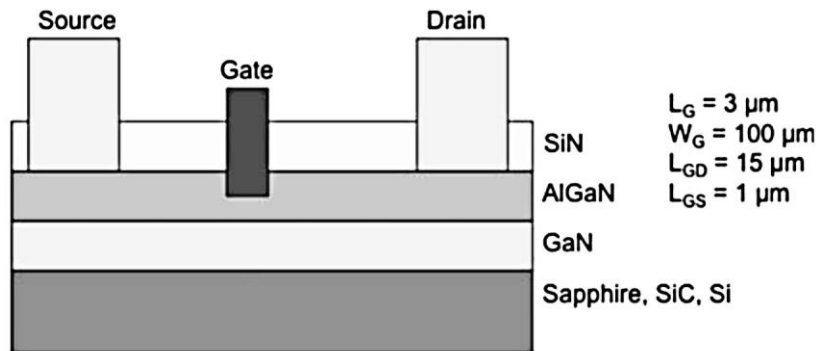 Source
Drain
Gate
SiN
AlGaN
GaN
Sapphire, SiC, Si
L_G = 3 µm
W_G = 100 µm
L_GD = 15 µm
L_GS = 1 µm